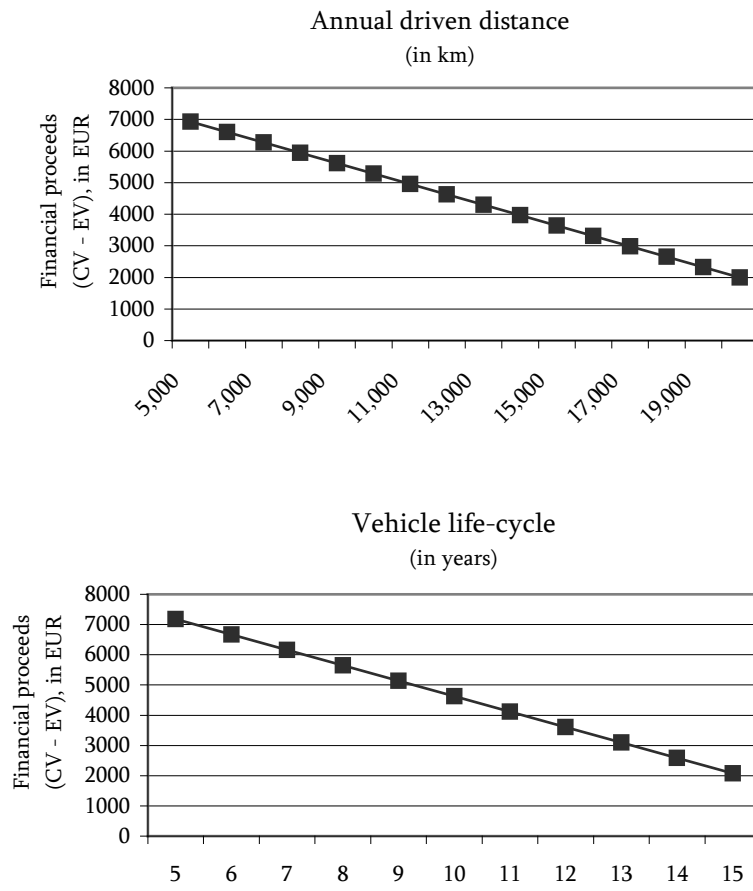 Annual driven distance
(in km)
Financial proceeds
(CV - EV), in EUR
8000
7000
6000
5000
4000
3000
2000
1000
0
5,000
7,000
9,000
11,000
13,000
15,000
17,000
19,000
Vehicle life-cycle
(in years)
Financial proceeds
(CV - EV), in EUR
8000
7000
6000
5000
4000
3000
2000
1000
0
5 6 7 8 9 10 11 12 13 14 15